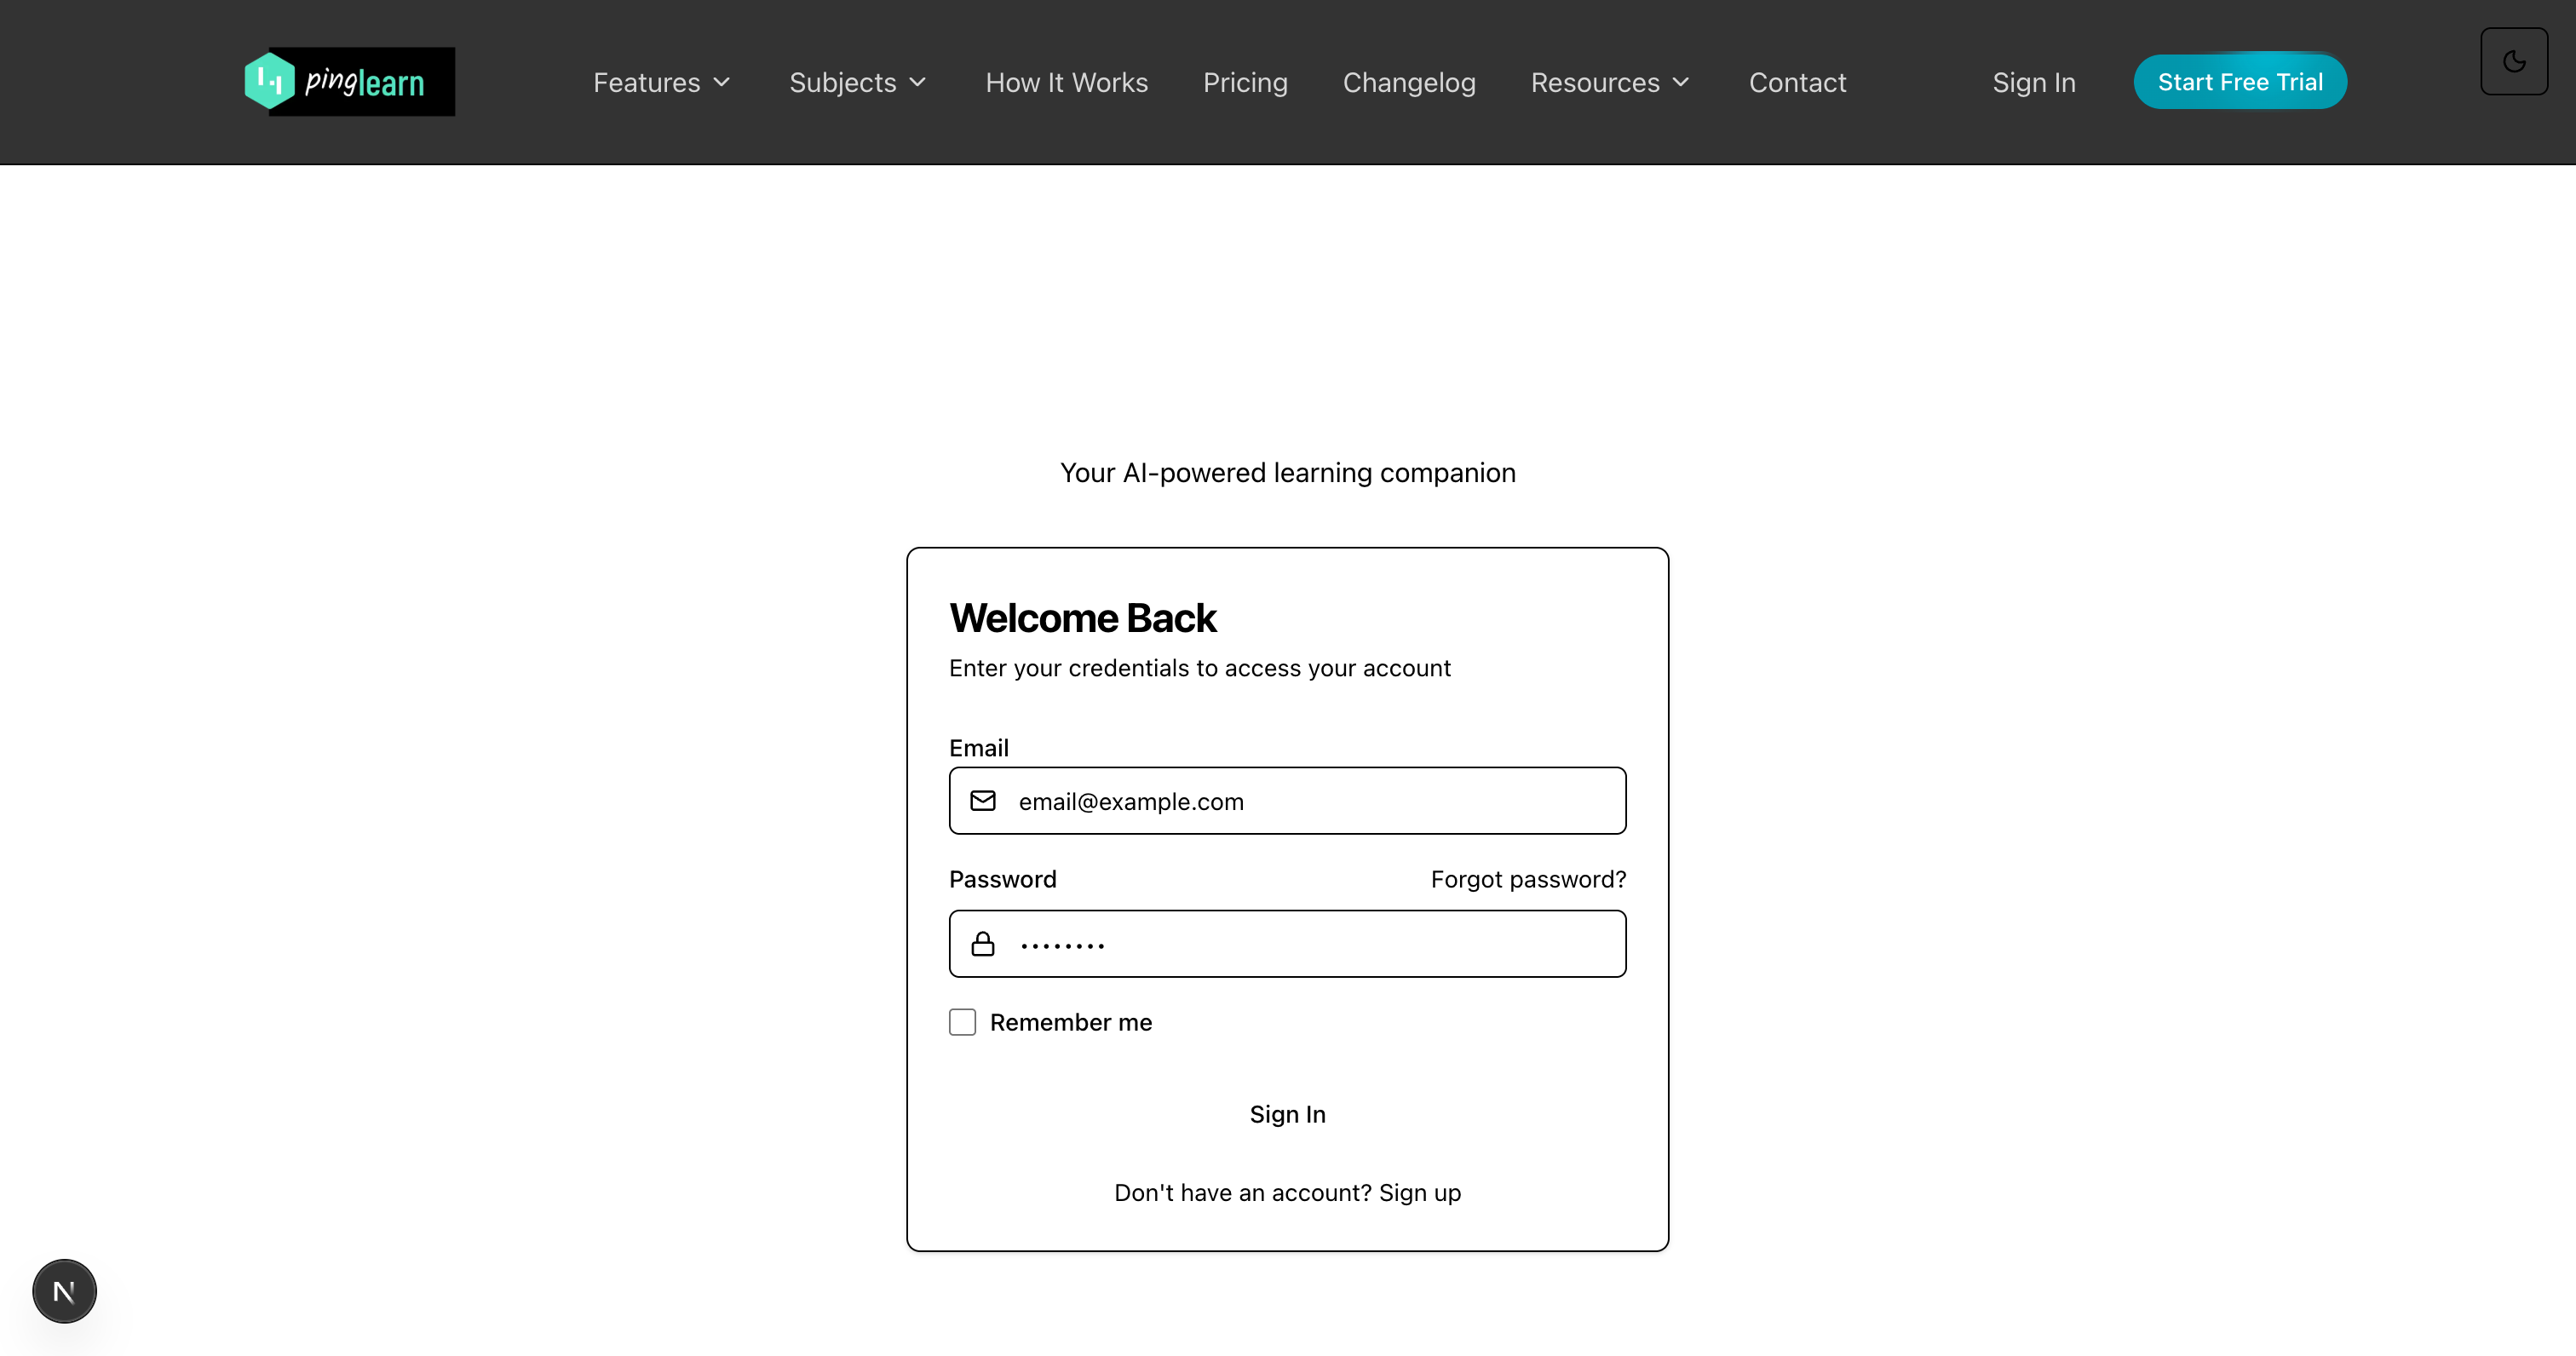 pinglearn
Features
Subjects
How It Works
Pricing
Changelog
Resources
Contact
Sign In
Start Free Trial
Your AI-powered learning companion
Welcome Back
Enter your credentials to access your account
Email
email@example.com
Password
Forgot password?
••••••••
Remember me
Sign In
Don't have an account? Sign up
N